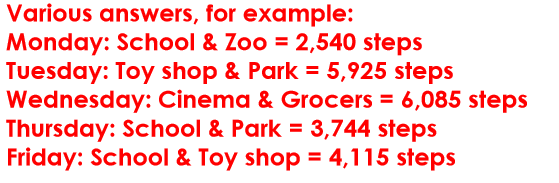 Various answers, for example:
Monday: School & Zoo = 2,540 steps
Tuesday: Toy shop & Park = 5,925 steps
Wednesday: Cinema & Grocers = 6,085 steps
Thursday: School & Park = 3,744 steps
Friday: School & Toy shop = 4,115 steps